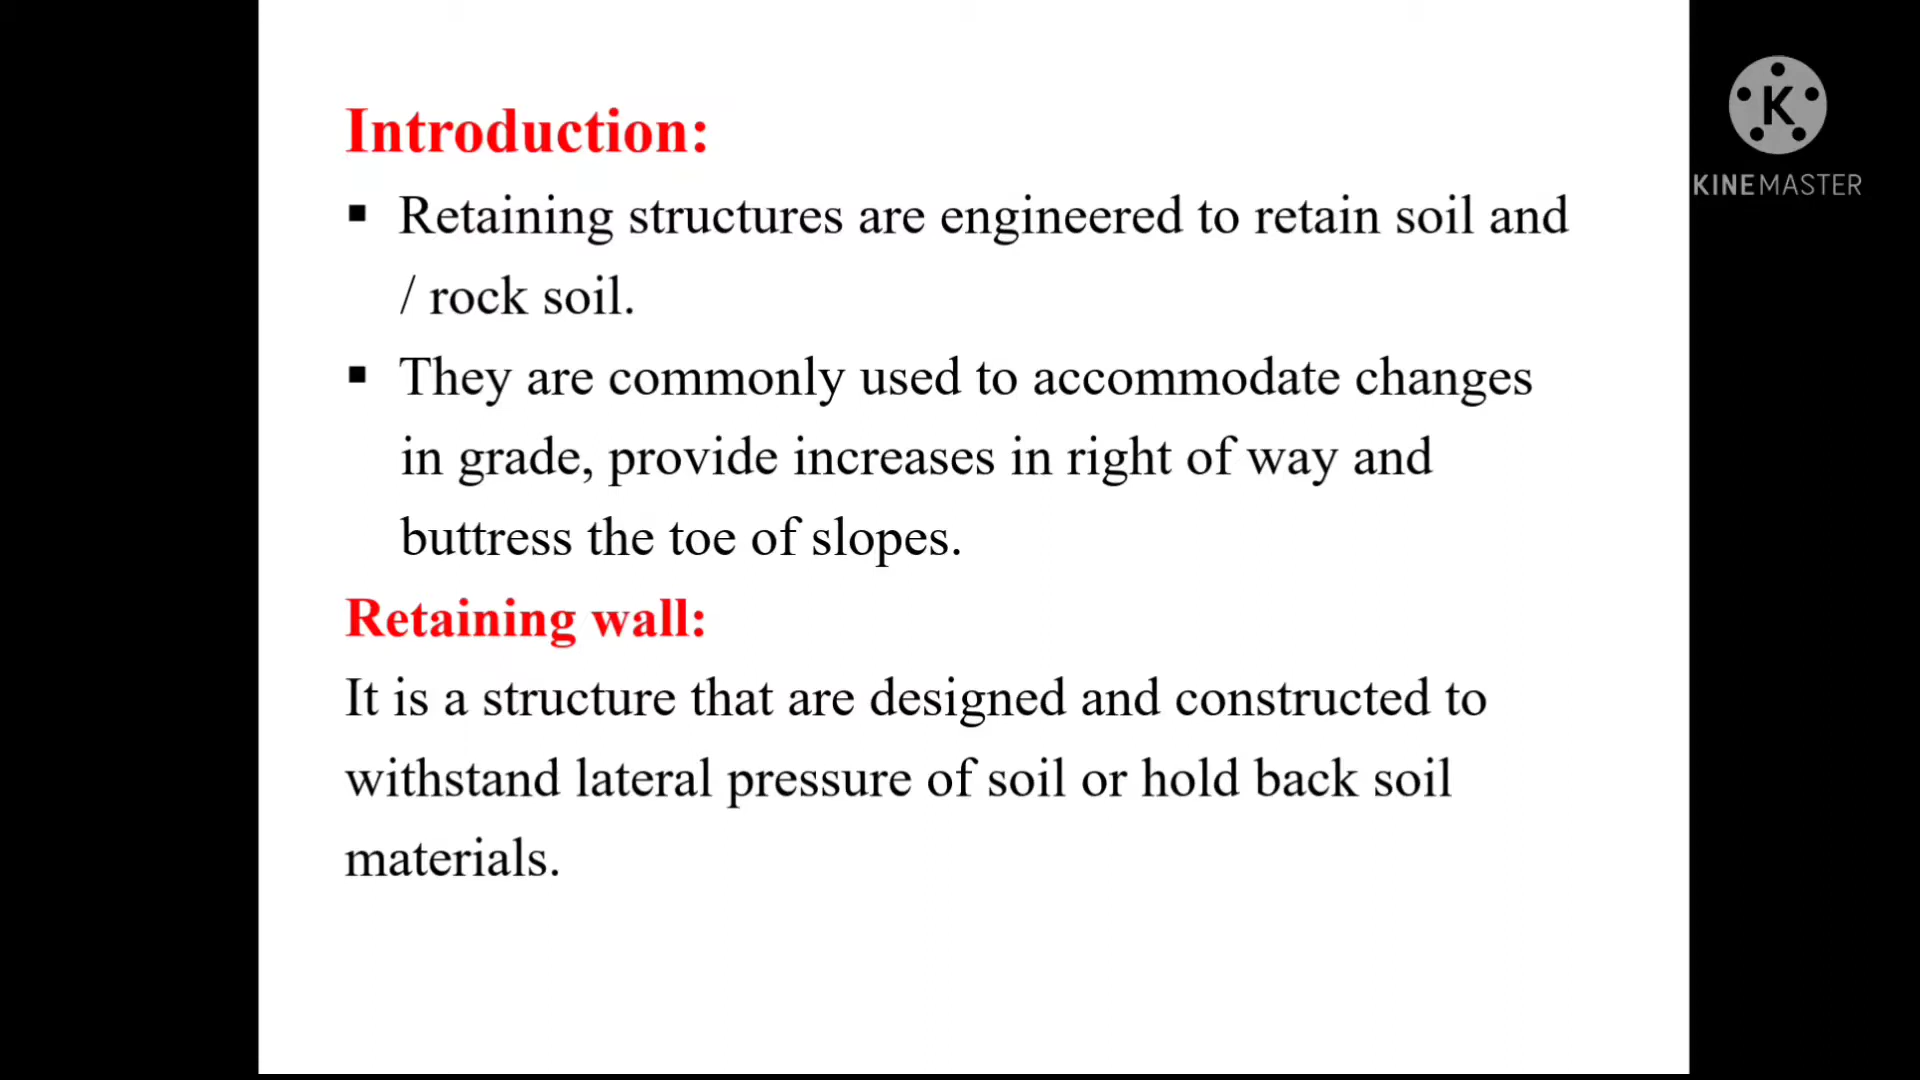 Introduction:
▪ Retaining structures are engineered to retain soil and
/ rock soil.
▪ They are commonly used to accommodate changes
in grade, provide increases in right of way and
buttress the toe of slopes.
Retaining wall:
It is a structure that are designed and constructed to
withstand lateral pressure of soil or hold back soil
materials.
K
KINEMASTER